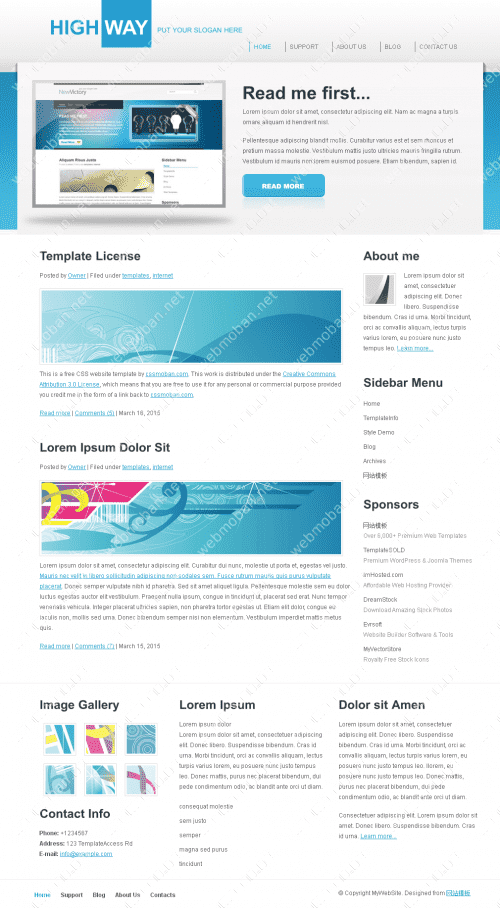 HIGHWAY
PUT YOUR SLOGAN HERE
HOME
SUPPORT
ABOUT US
BLOG
CONTACT US
NewVictory
Aliquam Risus Justo
Sidebar Menu
Read me first...
Lorem ipsum dolor sit amet, consectetur adipiscing elit. Nam ac magna a turpis
ornare, aliquam id hendrerit nisl.
Pellentesque adipiscing blandit mollis. Curabitur varius est et sem rhoncus et
pretium massa molestie. Vestibulum mattis justo ultricies mauris fringilla rutrum.
Vestibulum id mauris non lorem euismod posuere. Etiam bibendum, sapien id.
READ MORE
Template License
Posted by Owner | Filed under templates, internet
This is a free CSS website template by cssmoban.com. This work is distributed under the Creative Commons
Attribution 3.0 License, which means that you are free to use it for any personal or commercial purpose provided
you credit me in the form of a link back to cssmoban.com.
Read more | Comments (5) | March 16, 2015
Lorem Ipsum Dolor Sit
Posted by Owner | Filed under templates, internet
Lorem ipsum dolor sit amet, consectetur adipiscing elit. Curabitur dui nunc, molestie ut porta et, egestas vel justo.
Mauris nec velit in libero sollicitudin adipiscing non sodales sem. Fusce rutrum mauris quis purus vulputate
placerat. Donec semper vulputate nibh id pharetra. Sed sit amet aliquet ligula. Pellentesque molestie sem eu dolor
luctus egestas auctor elit vestibulum. Praesent nulla ipsum, congue in tincidunt ut, placerat sed erat. Nunc tempor
venenatis vehicula. Integer placerat ultricies sapien, non pharetra tortor egestas ut. Etiam elit dolor, congue eu
iaculis non, mollis sed urna. Donec bibendum semper nisi non elementum. Vestibulum imperdiet mattis metus
quis.
Read more | Comments (7) | March 15, 2015
About me
Lorem ipsum dolor sit
amet, consectetuer
adipiscing elit. Donec
libero. Suspendisse
bibendum. Cras id urna. Morbi tincidunt,
orci ac convallis aliquam, lectus turpis
varius lorem, eu posuere nunc justo
tempus leo. Learn more...
Sidebar Menu
Home
TemplateInfo
Style Demo
Blog
Archives
网站模板
Sponsors
网站模板
Over 6,000+ Premium Web Templates
TemplateSOLD
Premium WordPress & Joomla Themes
ImHosted.com
Affordable Web Hosting Provider
DreamStock
Download Amazing Stock Photos
Evrsoft
Website Builder Software & Tools
MyVectorStore
Royalty Free Stock Icons
Image Gallery
Contact Info
Phone: +1234567
Address: 123 TemplateAccess Rd
E-mail: info@example.com
Lorem Ipsum
Lorem ipsum dolor
Lorem ipsum dolor sit amet, consectetuer adipiscing
elit. Donec libero. Suspendisse bibendum. Cras id
urna. Morbi tincidunt, orci ac convallis aliquam, lectus
turpis varius lorem, eu posuere nunc justo tempus
leo. Donec mattis, purus nec placerat bibendum, dui
pede condimentum odio, ac blandit ante orci ut diam.
consequat molestie
sem justo
semper
magna sed purus
tincidunt
Dolor sit Amen
Lorem ipsum dolor sit amet, consectetuer
adipiscing elit. Donec libero. Suspendisse
bibendum. Cras id urna. Morbi tincidunt, orci ac
convallis aliquam, lectus turpis varius lorem, eu
posuere nunc justo tempus leo. llorem, eu
posuere nunc justo tempus leo. Donec mattis,
purus nec placerat bibendum, dui pede
condimentum odio, ac blandit ante orci ut diam.
Consectetuer adipiscing elit. Lorem ipsum dolor sit
amet. Donec libero. Suspendisse bibendum. Cras id
urna. Learn more...
Home
Support
Blog
About Us
Contacts
© Copyright MyWebSite. Designed from 网站模板
webmoban.net